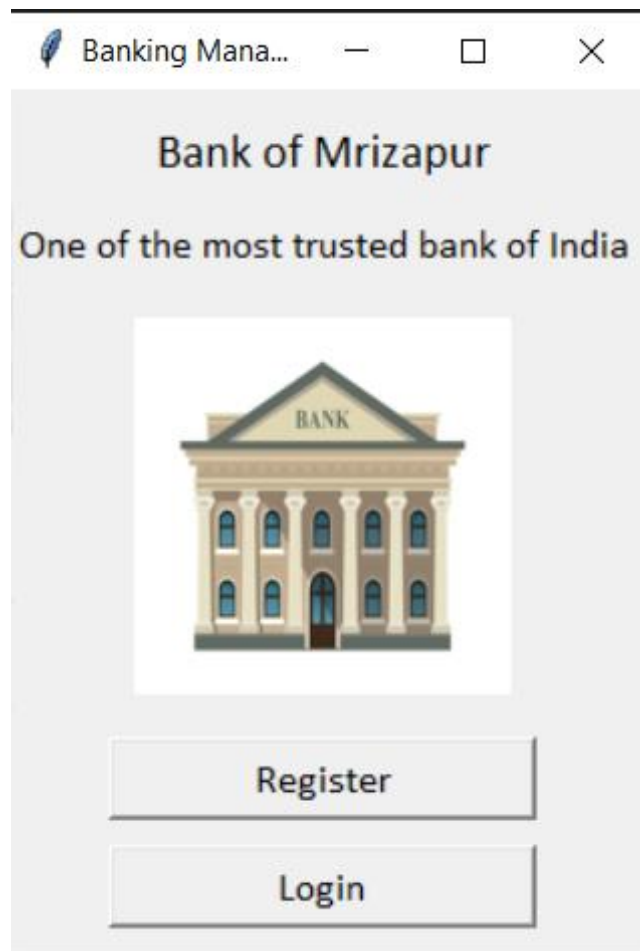 Banking Mana...
Bank of Mrizapur
One of the most trusted bank of India
BANK
Register
Login